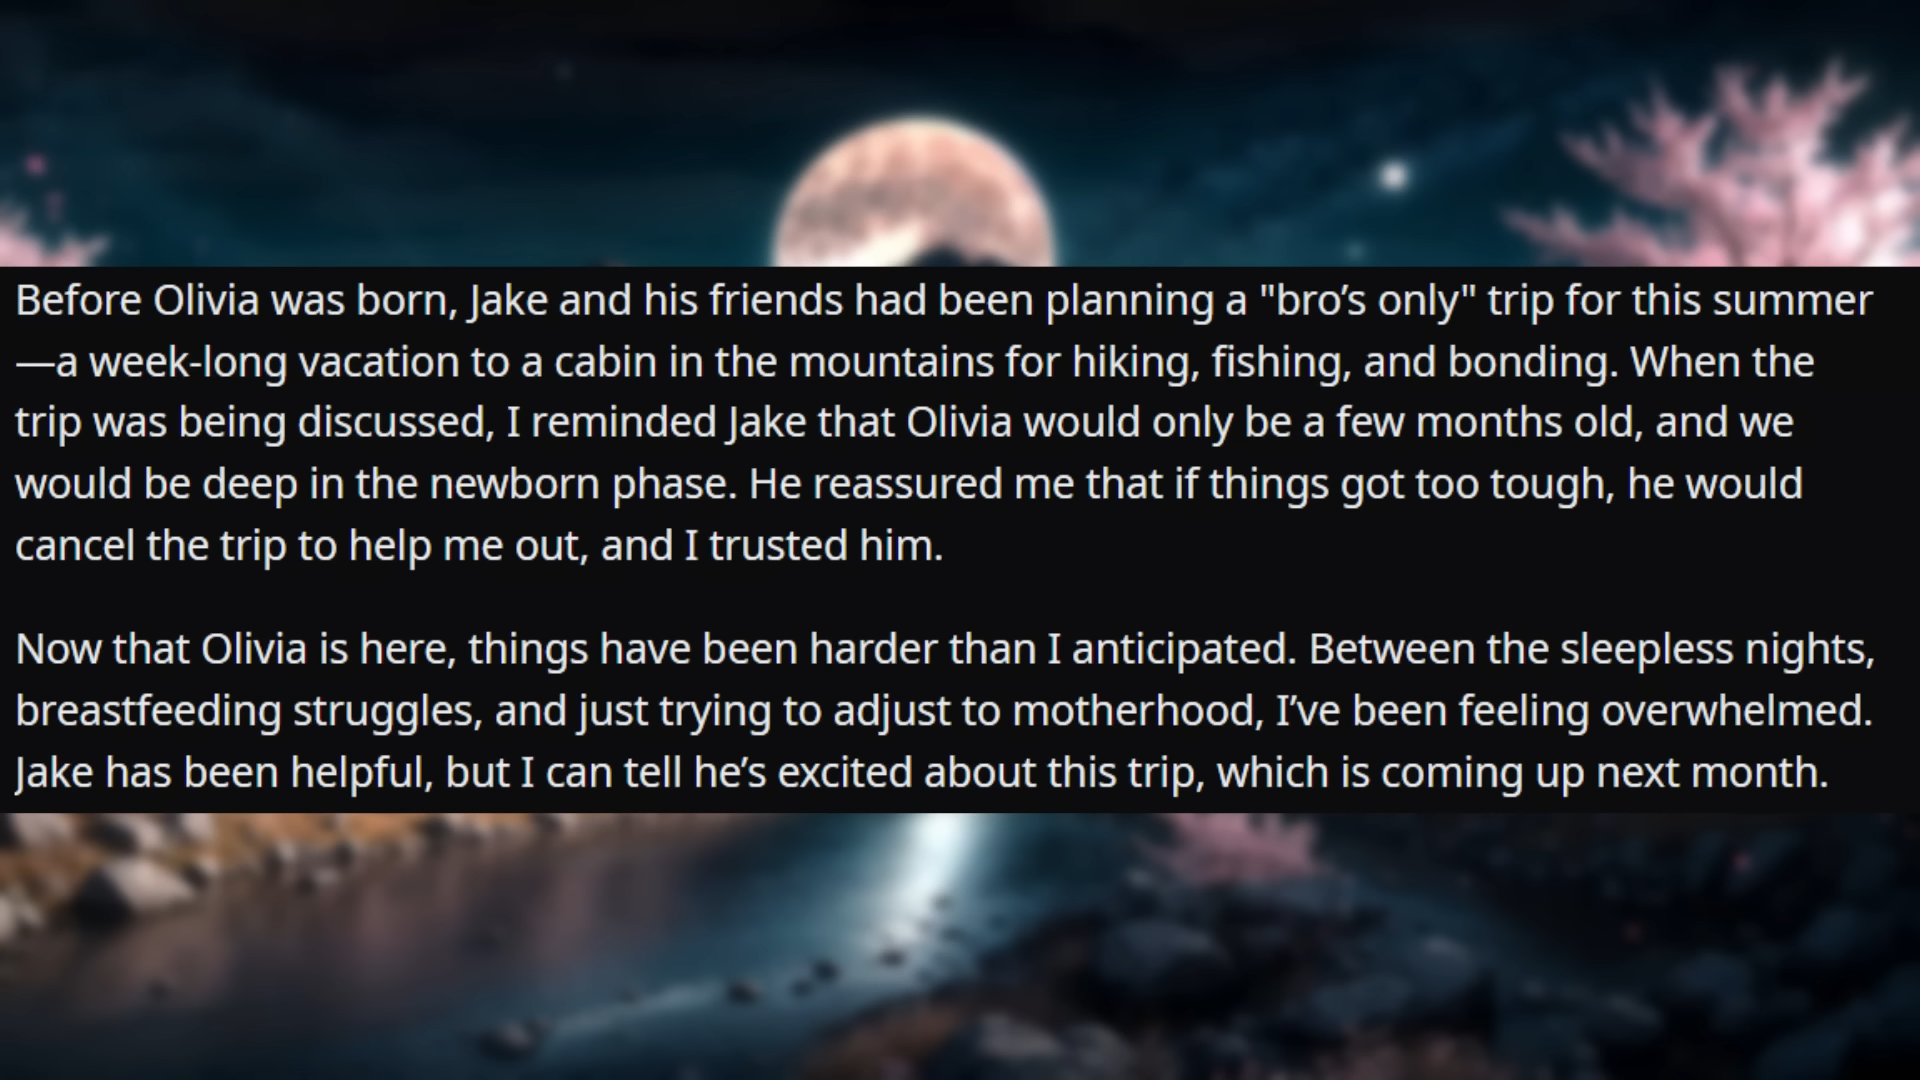 Before Olivia was born, Jake and his friends had been planning a "bro’s only" trip for this summer
—a week-long vacation to a cabin in the mountains for hiking, fishing, and bonding. When the
trip was being discussed, I reminded Jake that Olivia would only be a few months old, and we
would be deep in the newborn phase. He reassured me that if things got too tough, he would
cancel the trip to help me out, and I trusted him.
Now that Olivia is here, things have been harder than I anticipated. Between the sleepless nights,
breastfeeding struggles, and just trying to adjust to motherhood, I’ve been feeling overwhelmed.
Jake has been helpful, but I can tell he’s excited about this trip, which is coming up next month.